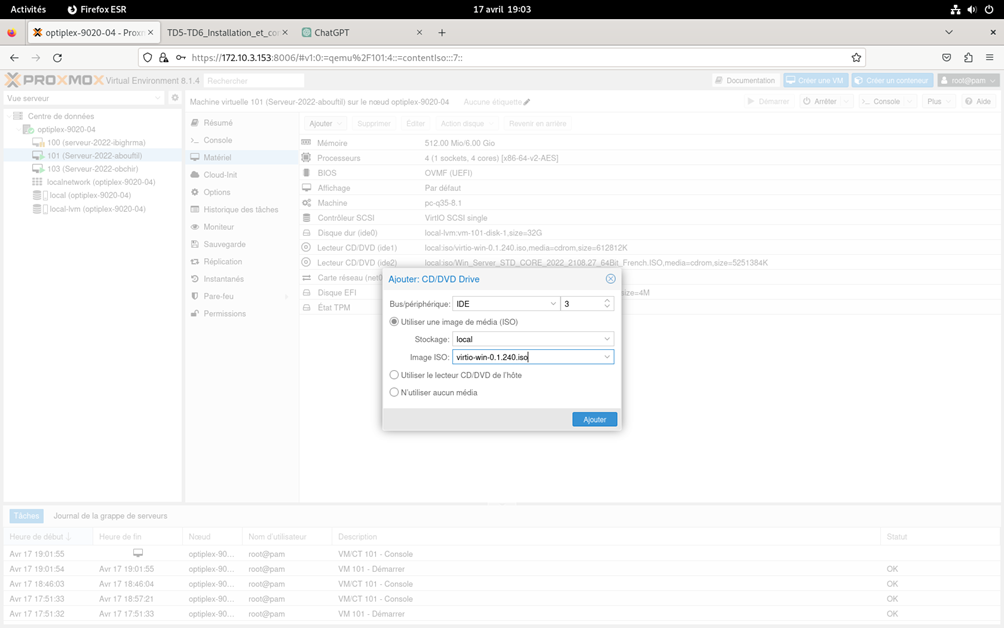 Activités Firefox ESR 17 avril 19:03
optiplex-9020-04 - Prox TD5-TD6_Installation_et_co ChatGPT
https://172.10.3.153:8006/#v1:0:=qemu%2F101:4::=contentIso:::7::
PROXMOX Virtual Environment 8.1.4 Rechercher Documentation Créer une VM Créer un conteneur root@pam
Vue serveur
Machine virtuelle 101 (Serveur-2022-abouftil) sur le nœud optiplex-9020-04 Aucune étiquette Démarrer Arrêter Console Plus Aide
Centre de données
optiplex-9020-04
100 (serveur-2022-ibighrma)
101 (Serveur-2022-abouftil)
103 (Serveur-2022-obchir)
localnetwork (optiplex-9020-04)
local (optiplex-9020-04)
local-lvm (optiplex-9020-04)
Résumé
Console
Matériel
Cloud-Init
Options
Historique des tâches
Moniteur
Sauvegarde
Réplication
Instantanés
Pare-feu
Permissions
Ajouter Supprimer Éditer Action disque Revenir en arrière
Mémoire 512.00 Mio/6.00 Gio
Processeurs 4 (1 sockets, 4 cores) [x86-64-v2-AES]
BIOS OVMF (UEFI)
Affichage Par défaut
Machine pc-q35-8.1
Contrôleur SCSI VirtIO SCSI single
Disque dur (ide0) local-lvm:vm-101-disk-1,size=32G
Lecteur CD/DVD (ide1) local:iso/virtio-win-0.1.240.iso,media=cdrom,size=612812K
Lecteur CD/DVD (ide2) local:iso/Win_Server_STD_CORE_2022_2108.27_64Bit_French.ISO,media=cdrom,size=5251384K
Carte réseau (net0
Disque EFI size=4M
État TPM
Ajouter: CD/DVD Drive
Bus/périphérique: IDE 3
Utiliser une image de média (ISO)
Stockage: local
Image ISO: virtio-win-0.1.240.iso
Utiliser le lecteur CD/DVD de l'hôte
N'utiliser aucun média
Ajouter
Tâches Journal de la grappe de serveurs
Heure de début ↓ Heure de fin Nœud Nom d'utilisateur Description Statut
Avr 17 19:01:55 optiplex-90... root@pam VM/CT 101 - Console
Avr 17 19:01:54 Avr 17 19:01:55 optiplex-90... root@pam VM 101 - Démarrer OK
Avr 17 18:46:03 Avr 17 18:46:04 optiplex-90... root@pam VM/CT 103 - Console OK
Avr 17 17:51:33 Avr 17 18:57:21 optiplex-90... root@pam VM/CT 101 - Console OK
Avr 17 17:51:32 Avr 17 17:51:33 optiplex-90... root@pam VM 101 - Démarrer OK